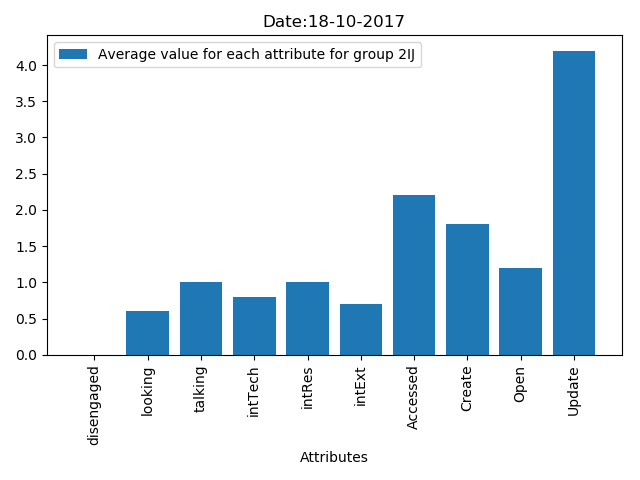 Date:18-10-2017
Average value for each attribute for group 2IJ
4.0
3.5
3.0
2.5
2.0
1.5
1.0
0.5
0.0
disengaged
looking
talking
intTech
intRes
intExt
Accessed
Create
Open
Update
Attributes